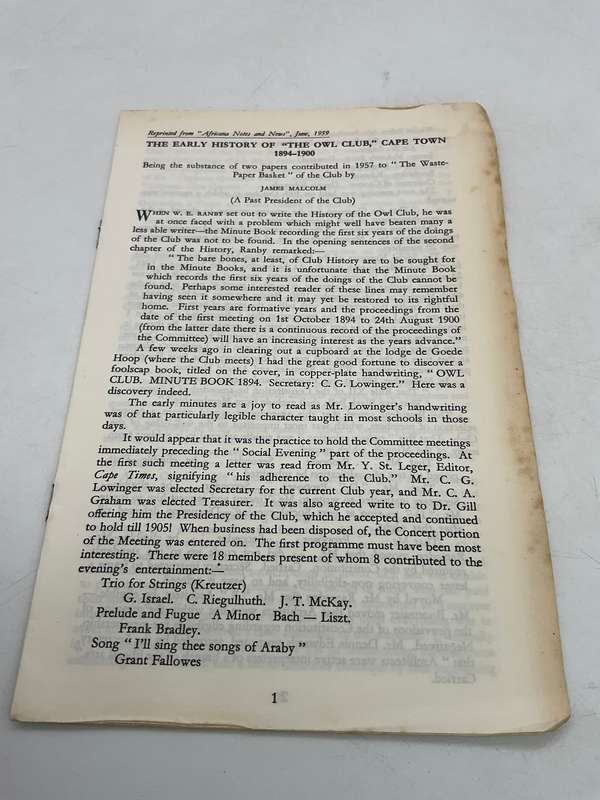 Reprinted from "Africana Notes and News", June, 1959
THE EARLY HISTORY OF "THE OWL CLUB," CAPE TOWN
1894-1900
Being the substance of two papers contributed in 1957 to "The Waste-
Paper Basket" of the Club by
JAMES MALCOLM
(A Past President of the Club)
WHEN W. E. RANBY set out to write the History of the Owl Club, he was
at once faced with a problem which might well have beaten many a
less able writer—the Minute Book recording the first six years of the doings
of the Club was not to be found. In the opening sentences of the second
chapter of the History, Ranby remarked:—
"The bare bones, at least, of Club History are to be sought for
in the Minute Books, and it is unfortunate that the Minute Book
which records the first six years of the doings of the Club cannot be
found. Perhaps some interested reader of these lines may remember
having seen it somewhere and it may yet be restored to its rightful
home. First years are formative years and the proceedings from the
date of the first meeting on 1st October 1894 to 24th August 1900
(from the latter date there is a continuous record of the proceedings of
the Committee) will have an increasing interest as the years advance."
A few weeks ago in clearing out a cupboard at the lodge de Goede
Hoop (where the Club meets) I had the great good fortune to discover a
foolscap book, titled on the cover, in copper-plate handwriting, "OWL
CLUB. MINUTE BOOK 1894. Secretary: C. G. Lowinger." Here was a
discovery indeed.
The early minutes are a joy to read as Mr. Lowinger's handwriting
was of that particularly legible character taught in most schools in those
days.
It would appear that it was the practice to hold the Committee meetings
immediately preceding the "Social Evening" part of the proceedings. At
the first such meeting a letter was read from Mr. Y. St. Leger, Editor,
Cape Times, signifying "his adherence to the Club." Mr. C. G.
Lowinger was elected Secretary for the current Club year, and Mr. C. A.
Graham was elected Treasurer. It was also agreed write to to Dr. Gill
offering him the Presidency of the Club, which he accepted and continued
to hold till 1905! When business had been disposed of, the Concert portion
of the Meeting was entered on. The first programme must have been most
interesting. There were 18 members present of whom 8 contributed to the
evening's entertainment:—
Trio for Strings (Kreutzer)
G. Israel. C. Riegulhuth. J. T. McKay.
Prelude and Fugue A Minor Bach — Liszt.
Frank Bradley.
Song "I'll sing thee songs of Araby"
Grant Fallowes
1